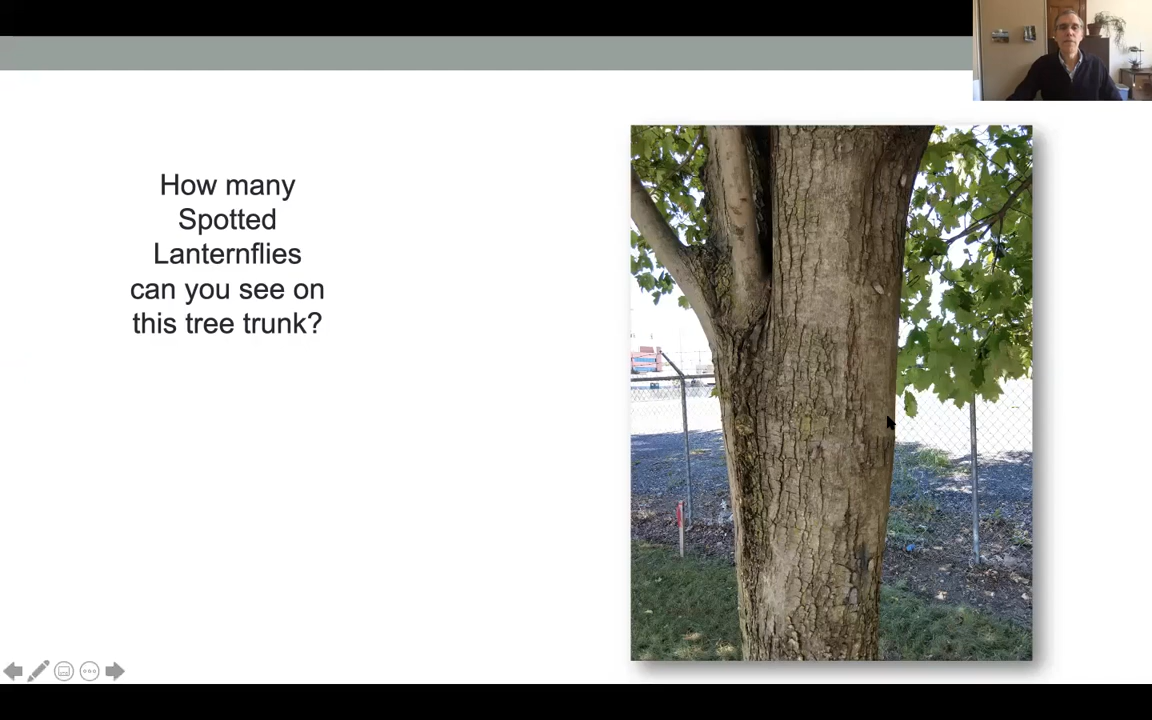 How many
Spotted
Lanternflies
can you see on
this tree trunk?